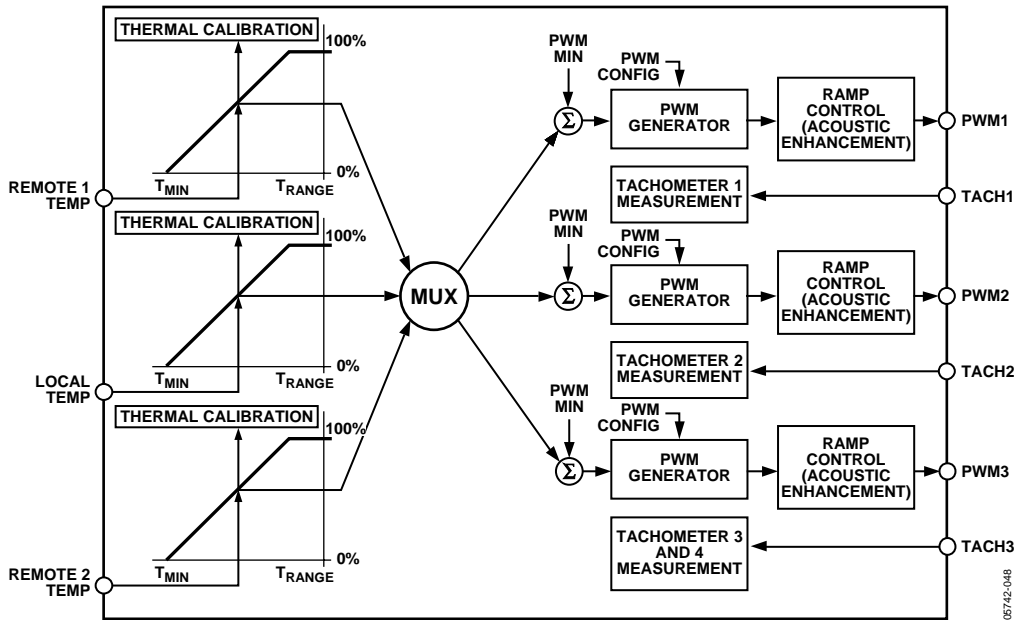 THERMAL CALIBRATION
100%
0%
T_MIN
T_RANGE
REMOTE 1
TEMP
THERMAL CALIBRATION
100%
0%
T_MIN
T_RANGE
LOCAL
TEMP
THERMAL CALIBRATION
100%
0%
T_MIN
T_RANGE
REMOTE 2
TEMP
MUX
PWM
MIN
PWM
CONFIG
Σ
PWM
GENERATOR
RAMP
CONTROL
(ACOUSTIC
ENHANCEMENT)
PWM1
TACHOMETER 1
MEASUREMENT
TACH1
PWM
MIN
PWM
CONFIG
Σ
PWM
GENERATOR
RAMP
CONTROL
(ACOUSTIC
ENHANCEMENT)
PWM2
TACHOMETER 2
MEASUREMENT
TACH2
PWM
MIN
PWM
CONFIG
Σ
PWM
GENERATOR
RAMP
CONTROL
(ACOUSTIC
ENHANCEMENT)
PWM3
TACHOMETER 3
AND 4
MEASUREMENT
TACH3
05742-048